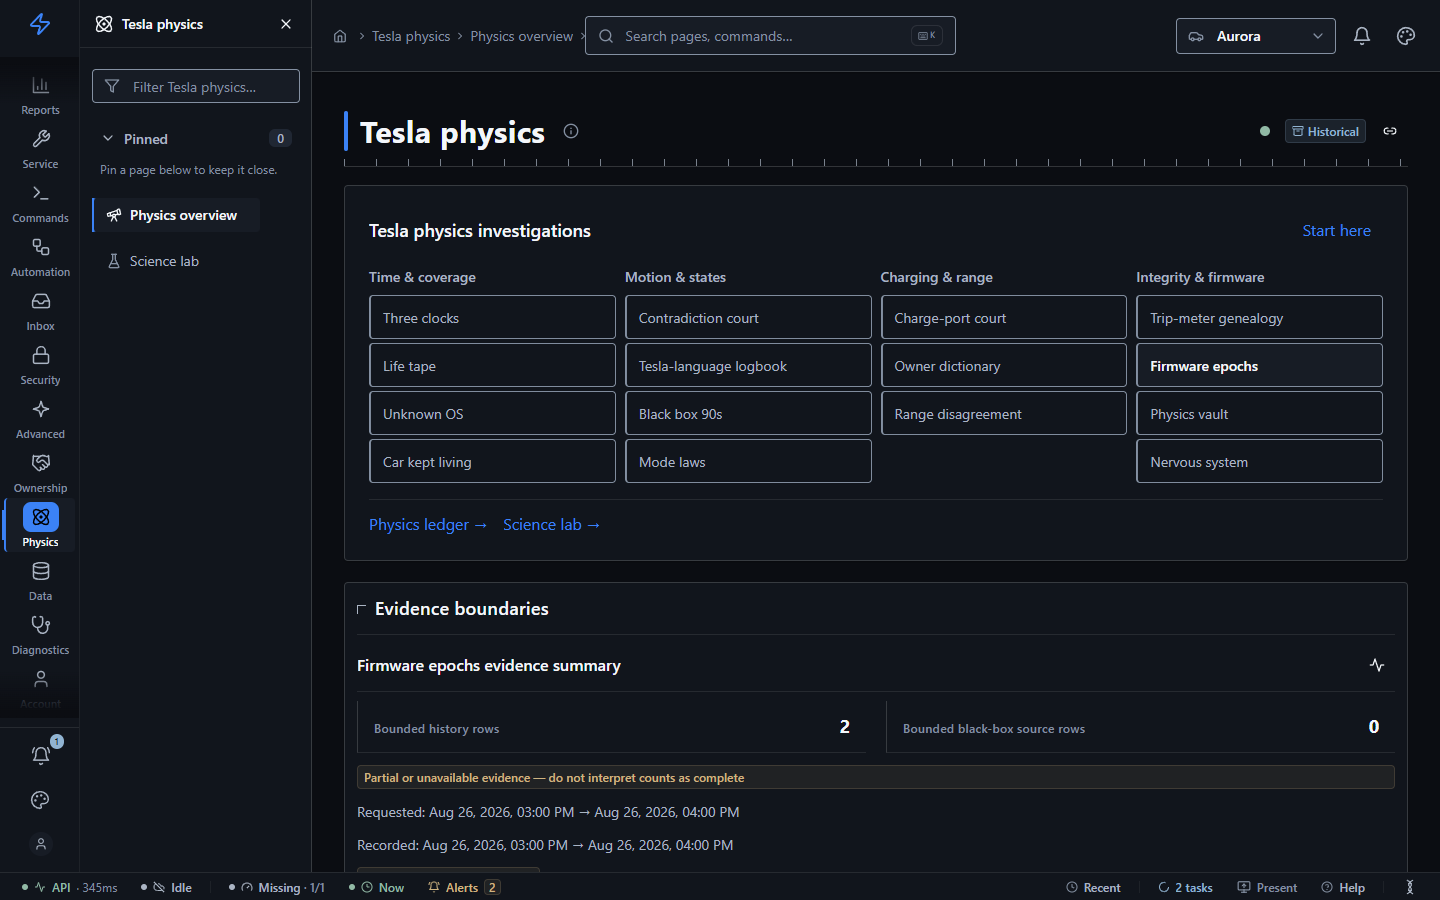 Tesla physics
Reports
Service
Commands
Automation
Inbox
Security
Advanced
Ownership
Physics
Data
Diagnostics
Account
1
Filter Tesla physics...
Pinned 0
Pin a page below to keep it close.
Physics overview
Science lab
Tesla physics Physics overview
Search pages, commands... K
Aurora
Tesla physics
Historical
Tesla physics investigations Start here
Time & coverage
Three clocks
Life tape
Unknown OS
Car kept living
Motion & states
Contradiction court
Tesla-language logbook
Black box 90s
Mode laws
Charging & range
Charge-port court
Owner dictionary
Range disagreement
Integrity & firmware
Trip-meter genealogy
Firmware epochs
Physics vault
Nervous system
Physics ledger → Science lab →
Evidence boundaries
Firmware epochs evidence summary
Bounded history rows 2
Bounded black-box source rows 0
Partial or unavailable evidence — do not interpret counts as complete
Requested: Aug 26, 2026, 03:00 PM → Aug 26, 2026, 04:00 PM
Recorded: Aug 26, 2026, 03:00 PM → Aug 26, 2026, 04:00 PM
API · 345ms Idle Missing · 1/1 Now Alerts 2 Recent 2 tasks Present Help